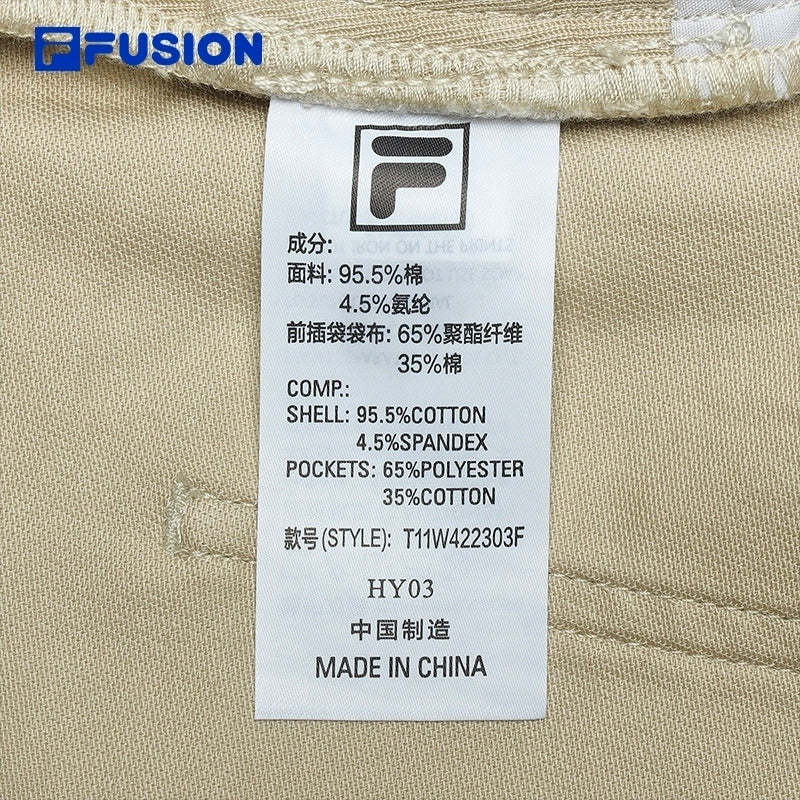 FUSION
成分:
面料: 95.5%棉
4.5%氨纶
前插袋袋布: 65%聚酯纤维
35%棉
COMP.:
SHELL: 95.5%COTTON
4.5%SPANDEX
POCKETS: 65%POLYESTER
35%COTTON
款号(STYLE): T11W422303F
HY03
中国制造
MADE IN CHINA